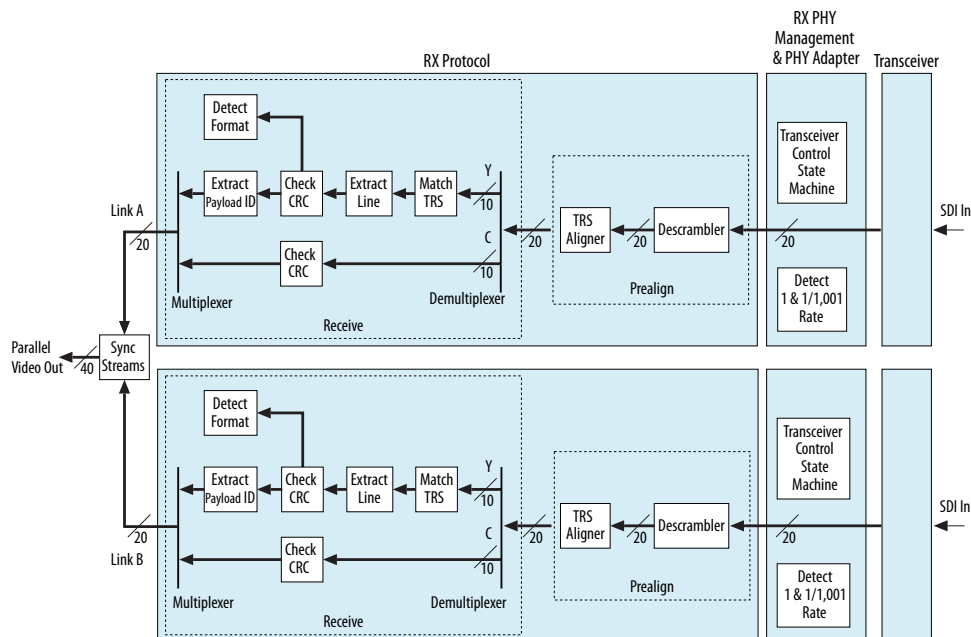 RX PHY
Management
& PHY Adapter
RX Protocol
Transceiver
Detect
Format
Transceiver
Control
State
Machine
Y
Extract
Payload ID
Check
CRC
Extract
Line
Match
TRS
10
Link A
20
TRS
Aligner
Descrambler
20
20
20
SDI In
C
Check
CRC
10
Detect
1 & 1/1,001
Rate
Prealign
Multiplexer
Demultiplexer
Receive
Parallel
Video Out
40
Sync
Streams
Detect
Format
Transceiver
Control
State
Machine
Y
Extract
Payload ID
Check
CRC
Extract
Line
Match
TRS
10
20
Link B
TRS
Aligner
Descrambler
20
20
20
SDI In
C
Check
CRC
10
Detect
1 & 1/1,001
Rate
Prealign
Multiplexer
Demultiplexer
Receive